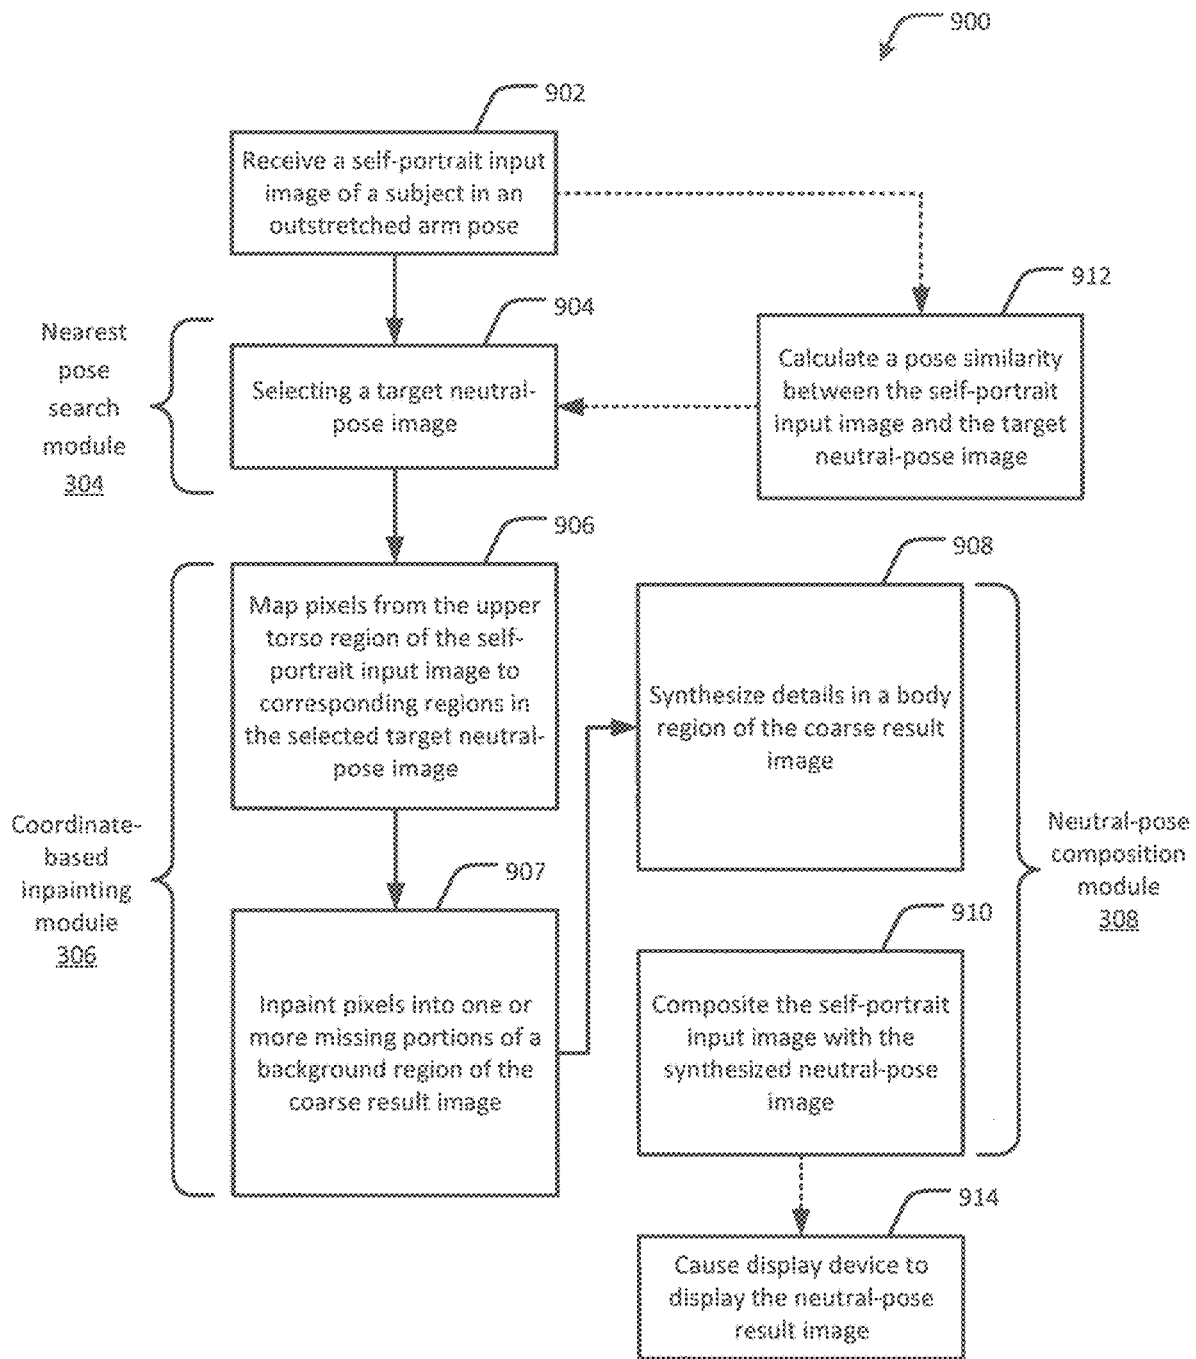 900
902
Receive a self-portrait input
image of a subject in an
outstretched arm pose
912
Calculate a pose similarity
between the self-portrait
input image and the target
neutral-pose image
Nearest
pose
search
module
304
904
Selecting a target neutral-
pose image
906
Map pixels from the upper
torso region of the self-
portrait input image to
corresponding regions in
the selected target neutral-
pose image
Coordinate-
based
inpainting
module
306
907
Inpaint pixels into one or
more missing portions of a
background region of the
coarse result image
908
Synthesize details in a body
region of the coarse result
image
Neutral-pose
composition
module
308
910
Composite the self-portrait
input image with the
synthesized neutral-pose
image
914
Cause display device to
display the neutral-pose
result image